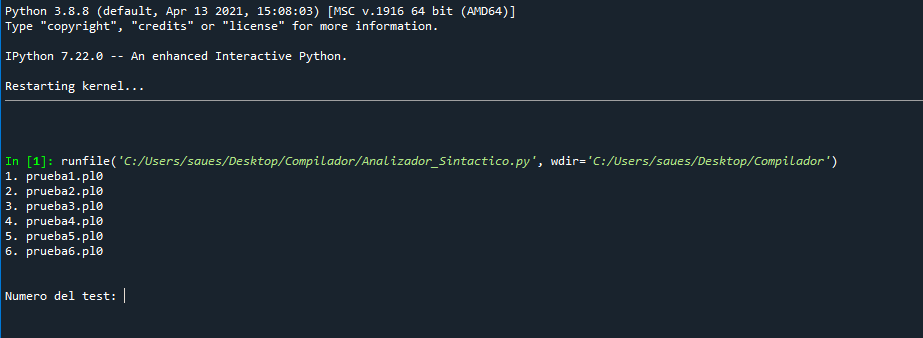 Python 3.8.8 (default, Apr 13 2021, 15:08:03) [MSC v.1916 64 bit (AMD64)]
Type "copyright", "credits" or "license" for more information.
IPython 7.22.0 -- An enhanced Interactive Python.
Restarting kernel...
In [1]: runfile('C:/Users/saues/Desktop/Compilador/Analizador_Sintactico.py', wdir='C:/Users/saues/Desktop/Compilador')
1. prueba1.pl0
2. prueba2.pl0
3. prueba3.pl0
4. prueba4.pl0
5. prueba5.pl0
6. prueba6.pl0
Numero del test: